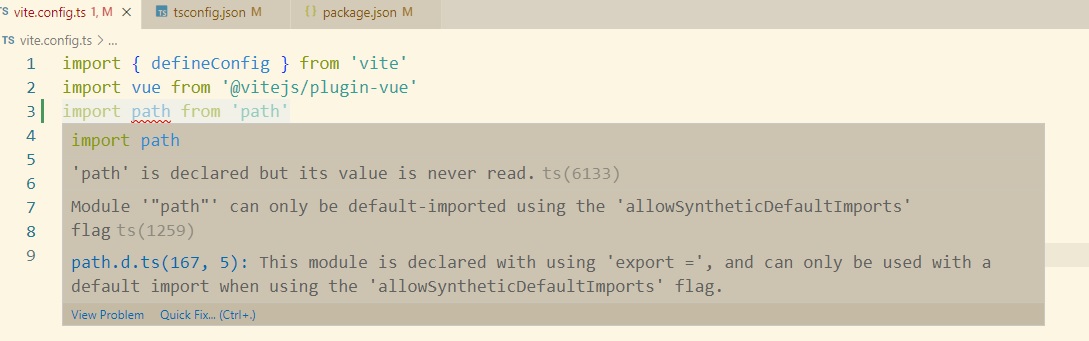 TS vite.config.ts 1, M × TS tsconfig.json M {} package.json M
TS vite.config.ts > ...
1 import { defineConfig } from 'vite'
2 import vue from '@vitejs/plugin-vue'
3 import path from 'path'
4 import path
5 'path' is declared but its value is never read. ts(6133)
6
7 Module '"path"' can only be default-imported using the 'allowSyntheticDefaultImports'
8 flag ts(1259)
9 path.d.ts(167, 5): This module is declared with using 'export =', and can only be used with a
default import when using the 'allowSyntheticDefaultImports' flag.
View Problem Quick Fix... (Ctrl+.)